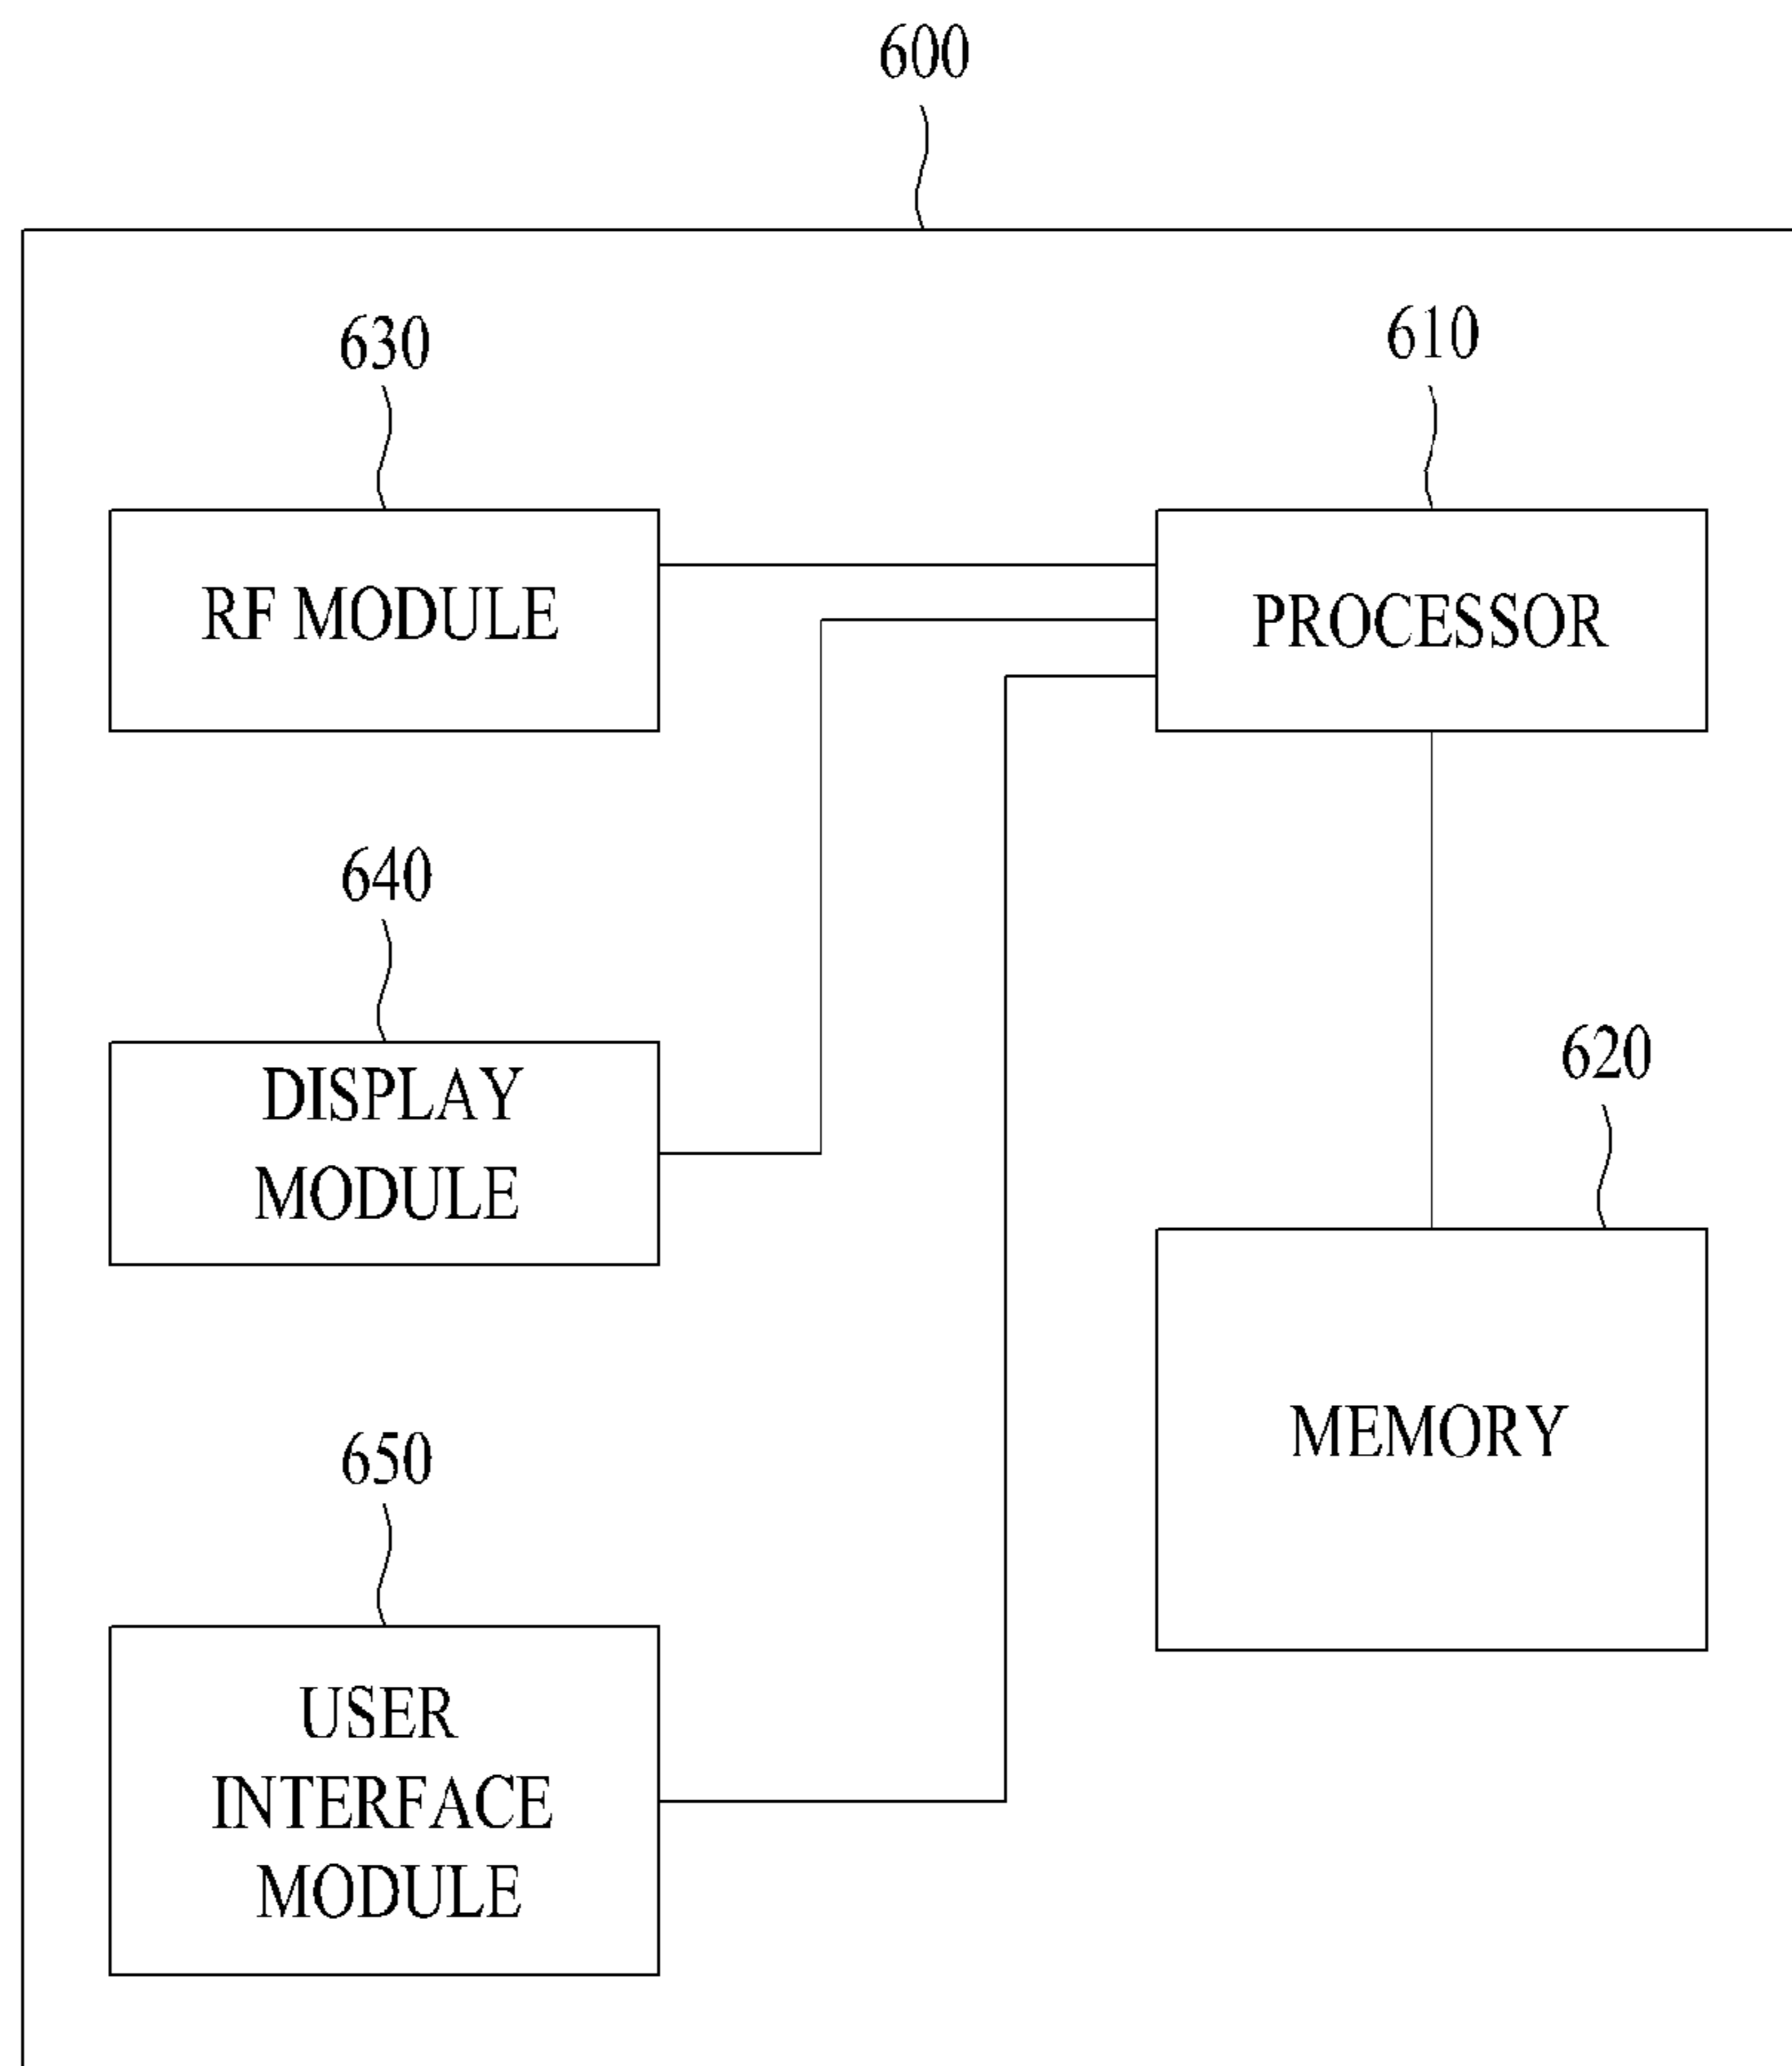 600
630
610
RF MODULE
PROCESSOR
640
DISPLAY
MODULE
620
MEMORY
650
USER
INTERFACE
MODULE